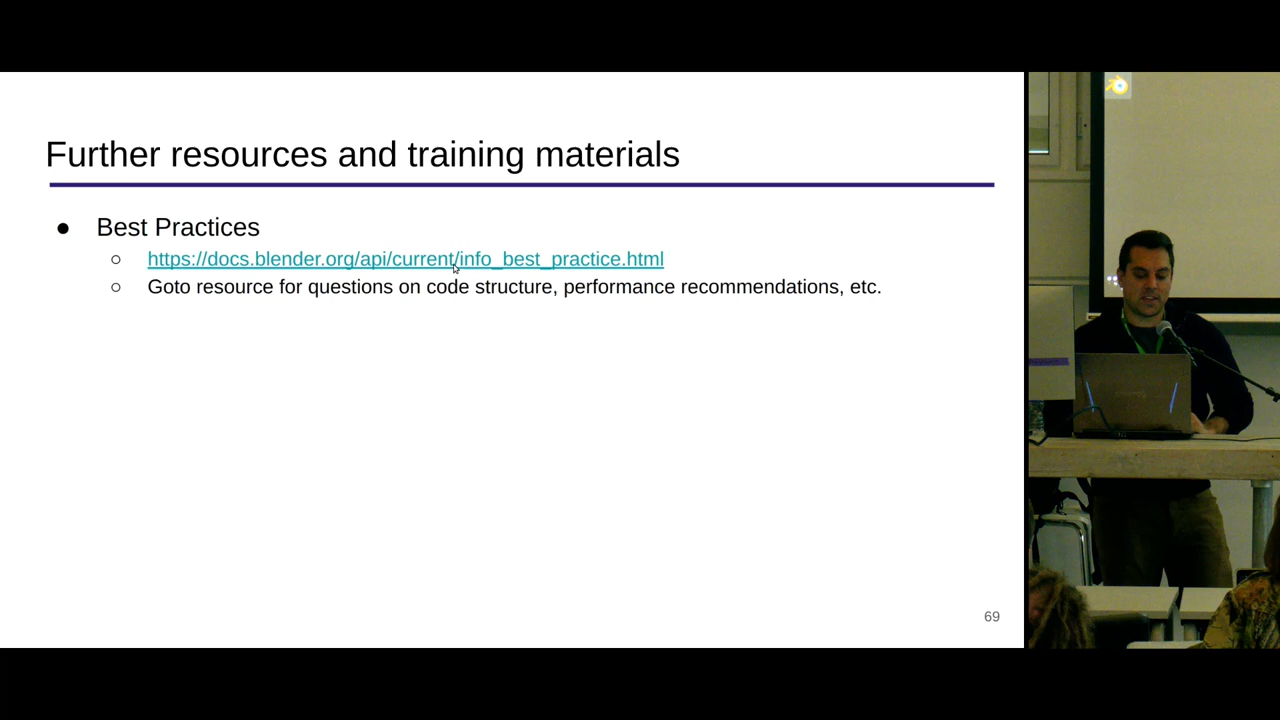 Further resources and training materials
● Best Practices
○ https://docs.blender.org/api/current/info_best_practice.html
○ Goto resource for questions on code structure, performance recommendations, etc.
69